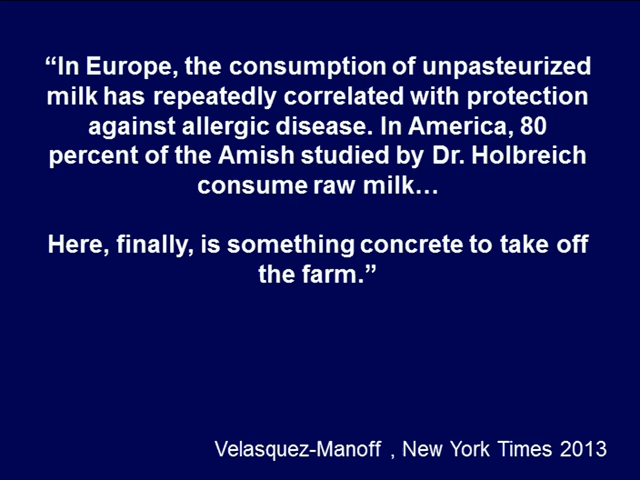 “In Europe, the consumption of unpasteurized
milk has repeatedly correlated with protection
against allergic disease. In America, 80
percent of the Amish studied by Dr. Holbreich
consume raw milk…
Here, finally, is something concrete to take off
the farm.”
Velasquez-Manoff , New York Times 2013